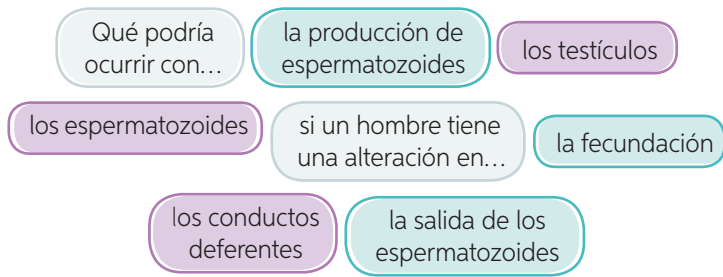 Qué podría
ocurrir con...
la producción de
espermatozoides
los testículos
los espermatozoides
si un hombre tiene
una alteración en...
la fecundación
los conductos
deferentes
la salida de los
espermatozoides